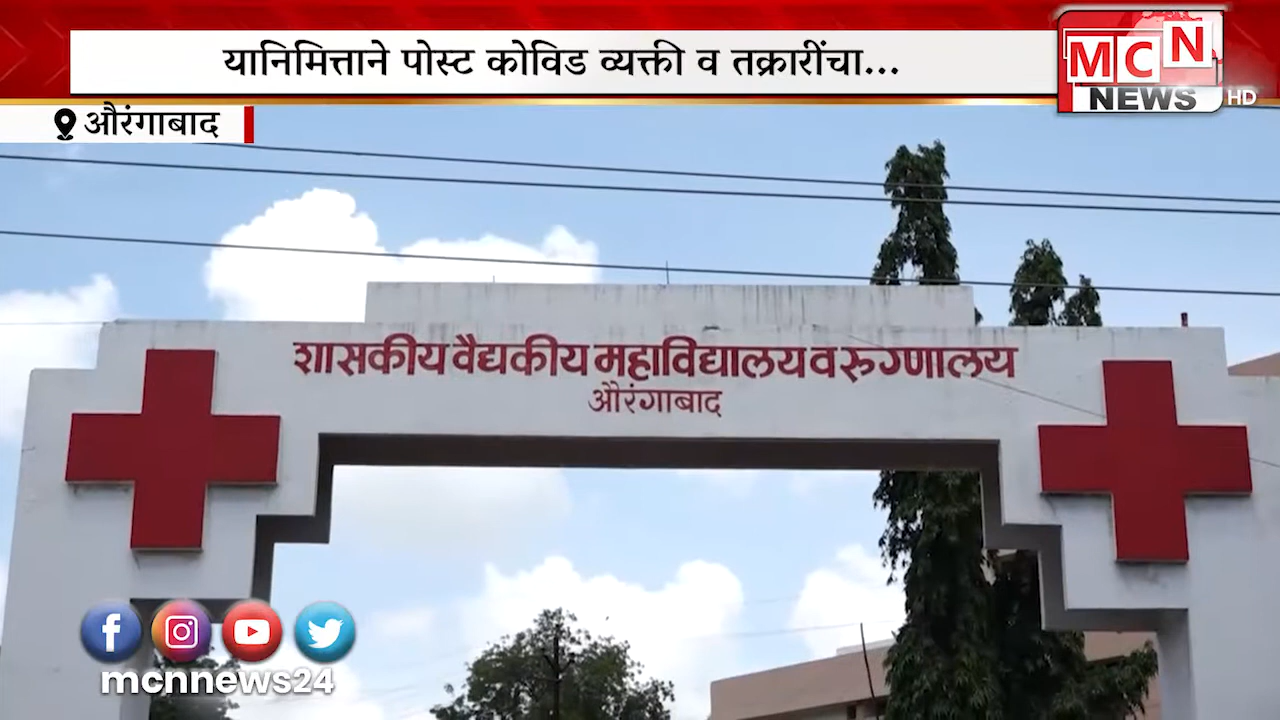 यानिमित्ताने पोस्ट कोविड व्यक्ती व तक्रारींचा...
MCN
NEWS HD
औरंगाबाद
शासकीय वैद्यकीय महाविद्यालय व रुग्णालय
औरंगाबाद
mcnnews24